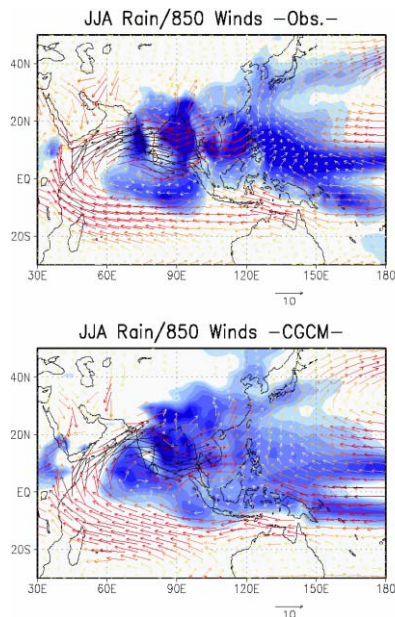 JJA Rain/850 Winds -Obs.-
40N
20N
EQ
20S
30E
60E
90E
120E
150E
180
10
JJA Rain/850 Winds -CGCM-
40N
20N
EQ
20S
30E
60E
90E
120E
150E
180
10